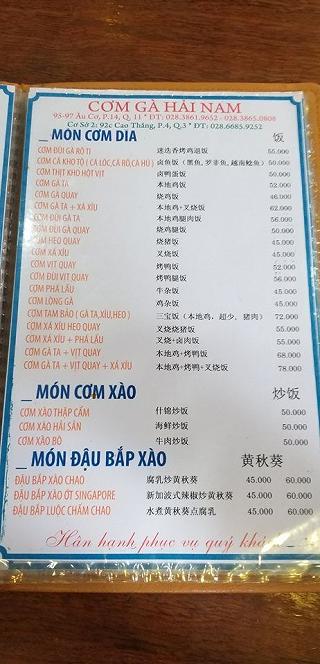 CƠM GÀ HẢI NAM
93-97 Âu Cơ, P.14, Q, 11 * ĐT: 028.3861.9652 - 028.3865.0808
Cơ Sở 2: 92c Cao Thắng, P.4, Q,3 * ĐT: 028.6685.9252
_ MÓN CƠM DIA 饭
CƠM ĐÙI GÀ RÔ TI 迷迭香烤鸡退饭 55.000
CƠM CÁ KHO TỘ ( CÁ LÓC,CÁ RÔ,CÁ HÚ ) 卤鱼饭（黑鱼,罗非鱼,越南鲶鱼） 50.000
CƠM THỊT KHO HỘT VỊT 卤鸭蛋饭 50.000
CƠM GÀ TA 本地鸡饭 52.000
CƠM GÀ QUAY 烧鸡饭 46.000
CƠM GÀ TA + XÁ XÍU 本地鸡+叉烧饭 62.000
CƠM ĐÙI GÀ TA 本地鸡腿肉饭 56.000
CƠM ĐÙI GÀ QUAY 烧鸡腿饭 50.000
CƠM HEO QUAY 烧猪饭 45.000
CƠM XÁ XÍU 叉烧饭 45.000
CƠM VỊT QUAY 烤鸭饭 52.000
CƠM ĐÙI VỊT QUAY 烤鸭腿饭 56.000
CƠM PHÁ LẤU 牛杂饭 45.000
CƠM LÒNG GÀ 鸡杂饭 45.000
CƠM TAM BẢO ( GÀ TA,XÍU,HEO ) 三宝饭（本地鸡，超少，猪肉） 72.000
CƠM XÁ XÍU HEO QUAY 叉烧烧猪饭 55.000
CƠM XÁ XÍU + PHÁ LẤU 叉烧+卤肉饭 55.000
CƠM GÀ TA + VỊT QUAY 本地鸡+烤鸭饭 68.000
CƠM GÀ TA + VỊT QUAY + XÁ XÍU 本地鸡+烤鸭+叉烧饭 78.000
_ MÓN CƠM XÀO 炒饭
CƠM XÀO THẬP CẨM 什锦炒饭 50.000
CƠM XÀO HẢI SẢN 海鲜炒饭 50.000
CƠM XÀO BÒ 牛肉炒饭 50.000
_ MÓN ĐẬU BẮP XÀO 黄秋葵
ĐẬU BẮP XÀO CHAO 腐乳炒黄秋葵 45.000 60.000
ĐẬU BẮP XÀO ỚT SINGAPORE 新加波式辣椒炒黄秋葵 45.000 60.000
ĐẬU BẮP LUỘC CHẤM CHAO 水煮黄秋葵点腐乳 45.000 60.000
Hân hạnh phục vụ quý